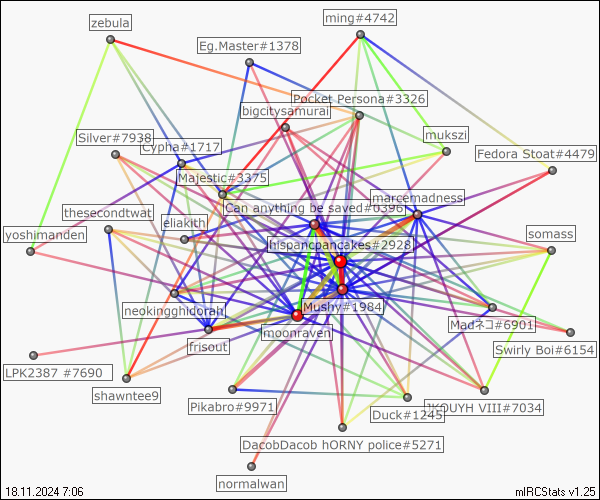 ming#4742
zebula
Eg.Master#1378
Pocket Persona#3326
bigcitysamurai
mukszi
Silver#7938
Cypha#1717
Fedora Stoat#4479
Majestic#3375
marcemadness
Can anything be saved#0396
thesecondtwat
eliakith
yoshimanden
hispancpancakes#2928
somass
neokingghidorah
Mushy#1984
moonraven
Madネコ#6901
frisout
Swirly Boi#6154
LPK2387 #7690
shawntee9
Pikabro#9971
Duck#1245
KOUYH VIII#7034
DacobDacob hORNY police#5271
normalwan
18.11.2024 7:06
mIRCStats v1.25